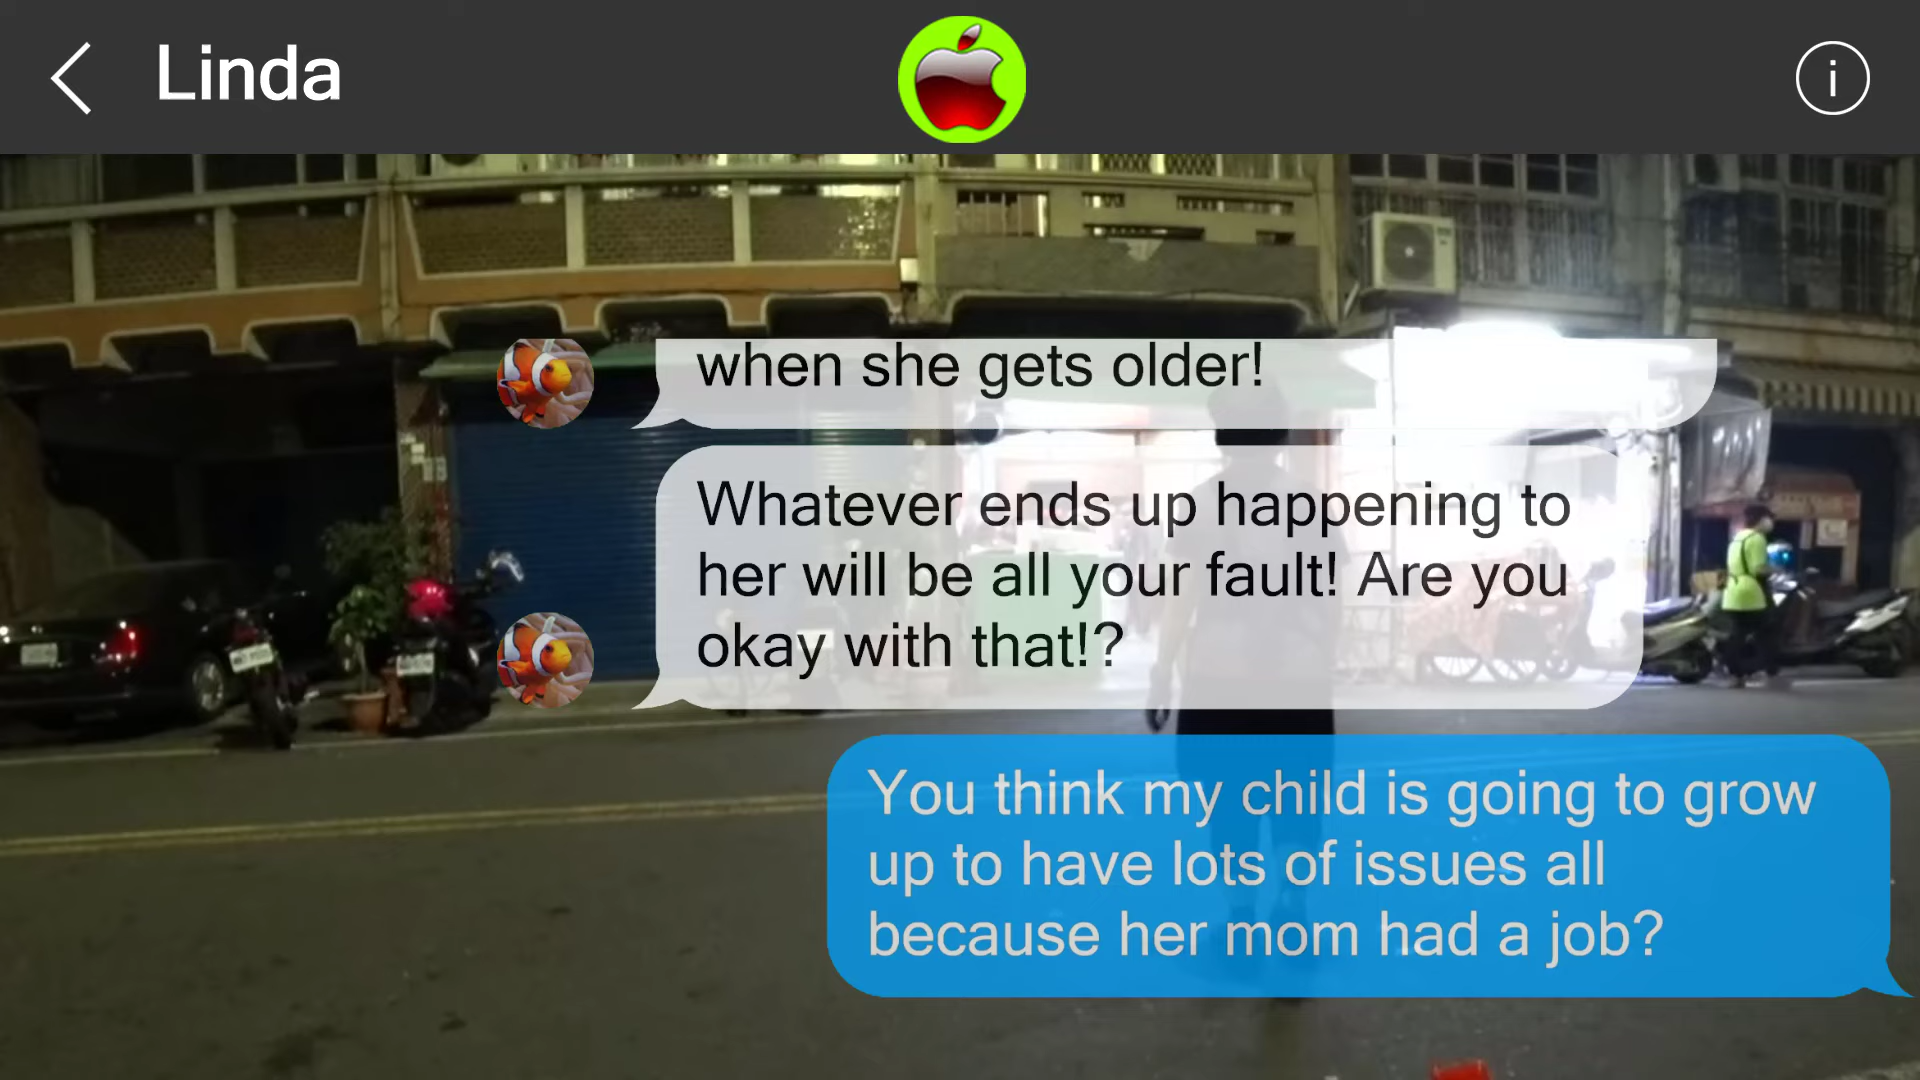 Linda
when she gets older!
Whatever ends up happening to
her will be all your fault! Are you
okay with that!?
You think my child is going to grow
up to have lots of issues all
because her mom had a job?